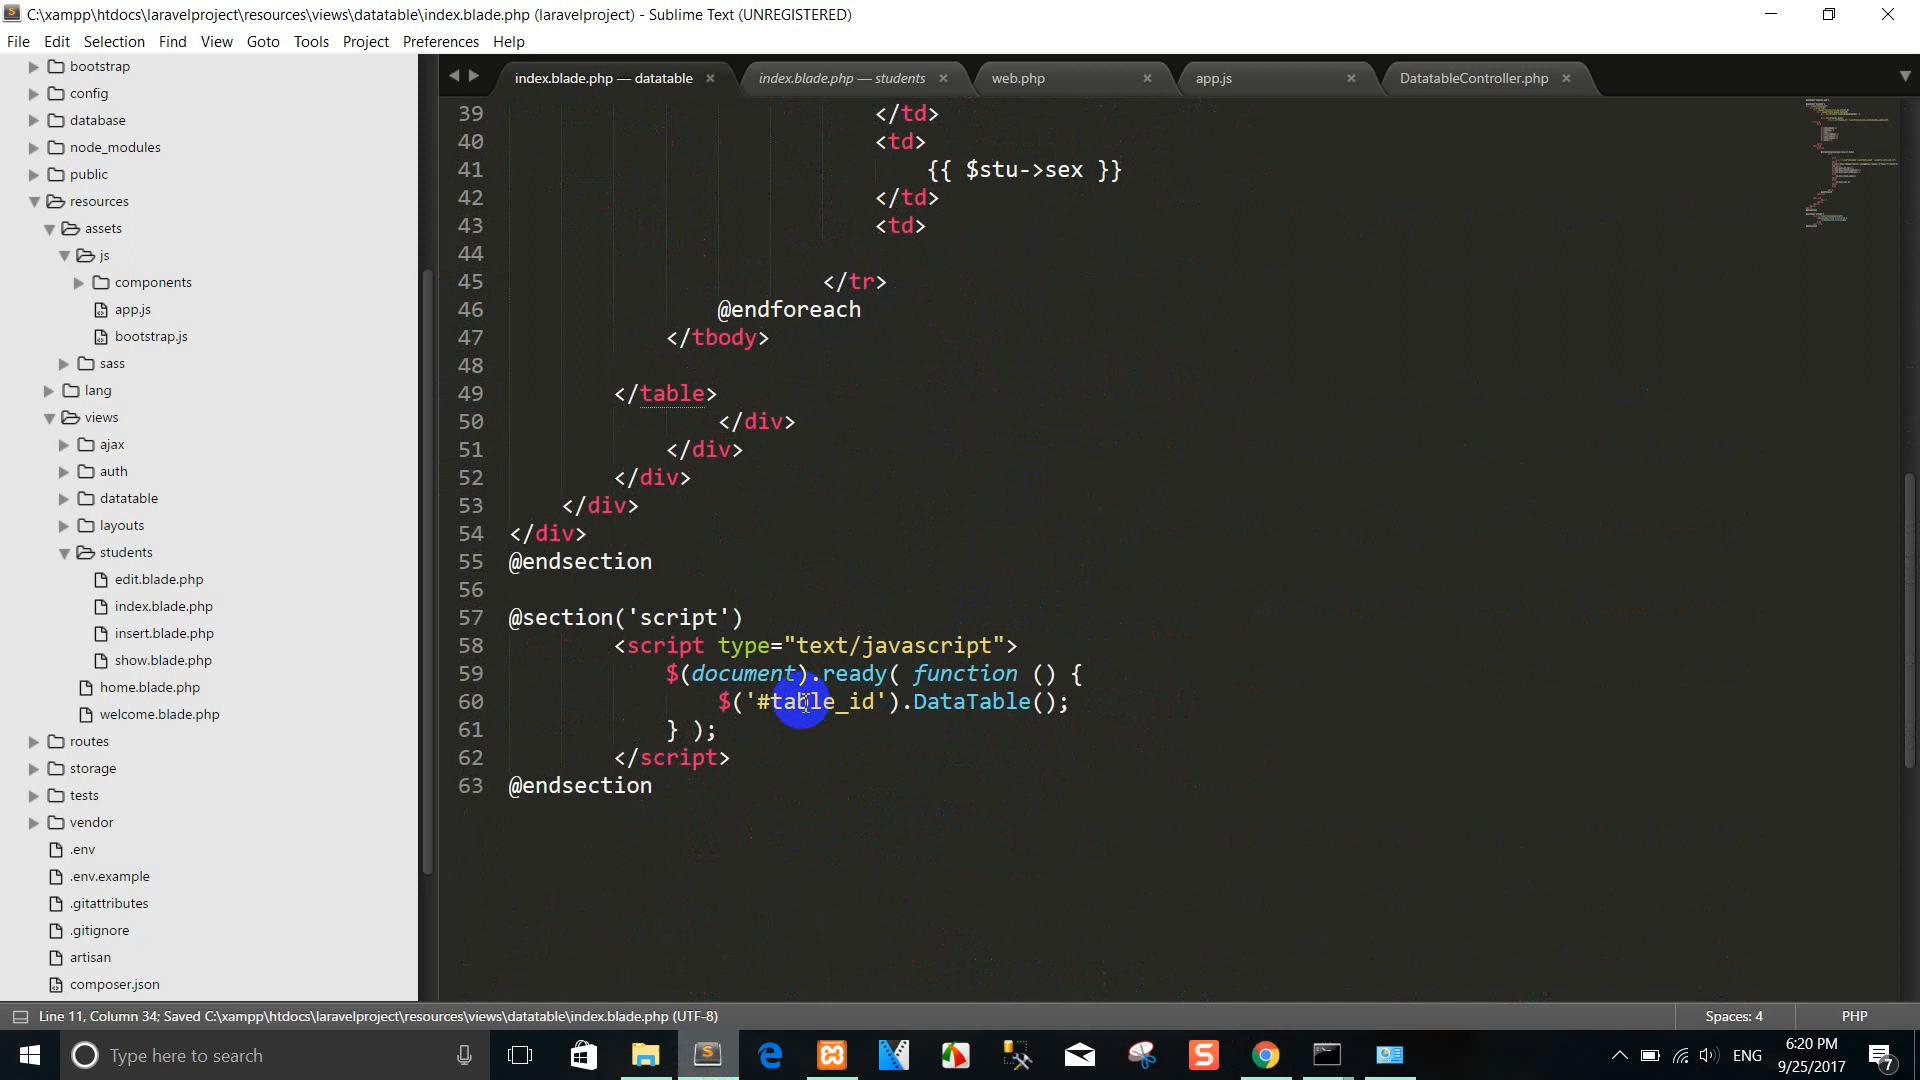 C:\xampp\htdocs\laravelproject\resources\views\datatable\index.blade.php (laravelproject) - Sublime Text (UNREGISTERED)
File Edit Selection Find View Goto Tools Project Preferences Help
bootstrap
config
database
node_modules
public
resources
assets
js
components
app.js
bootstrap.js
sass
lang
views
ajax
auth
datatable
layouts
students
edit.blade.php
index.blade.php
insert.blade.php
show.blade.php
home.blade.php
welcome.blade.php
routes
storage
tests
vendor
.env
.env.example
.gitattributes
.gitignore
artisan
composer.json
index.blade.php — datatable × index.blade.php — students × web.php × app.js × DatatableController.php ×
39 </td>
40 <td>
41 {{ $stu->sex }}
42 </td>
43 <td>
44
45 </tr>
46 @endforeach
47 </tbody>
48
49 </table>
50 </div>
51 </div>
52 </div>
53 </div>
54 </div>
55 @endsection
56
57 @section('script')
58 <script type="text/javascript">
59 $(document).ready( function () {
60 $('#table_id').DataTable();
61 } );
62 </script>
63 @endsection
Line 11, Column 34; Saved C:\xampp\htdocs\laravelproject\resources\views\datatable\index.blade.php (UTF-8) Spaces: 4 PHP
Type here to search
ENG
6:20 PM
9/25/2017
7